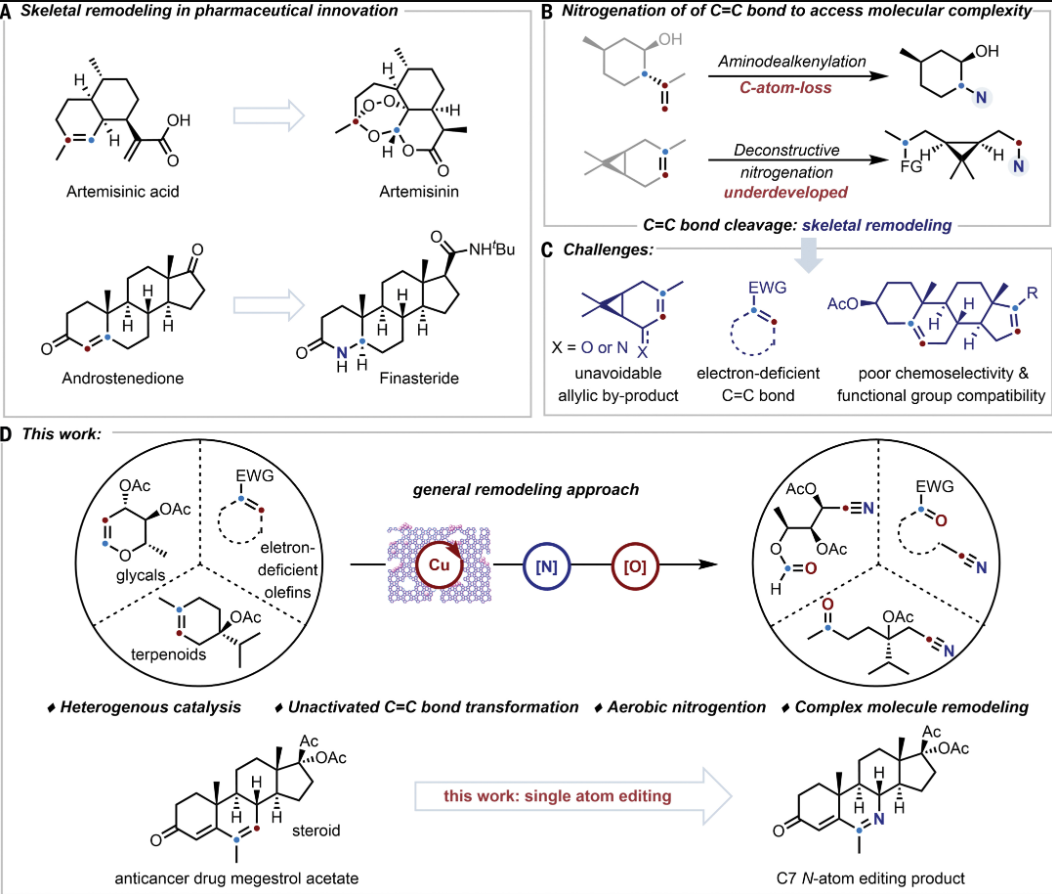 A Skeletal remodeling in pharmaceutical innovation
H
H
OH
O
Artemisinic acid
H
O
O
O
H
H
O
O
Artemisinin
O
H
H
H
O
Androstenedione
O
NHtBu
H
H
O
N
H
H
Finasteride
B Nitrogenation of of C=C bond to access molecular complexity
OH
Aminodealkenylation
C-atom-loss
OH
N
Deconstructive
nitrogenation
underdeveloped
FG
H
H
N
C=C bond cleavage: skeletal remodeling
C Challenges:
X = O or N
X
unavoidable
allylic by-product
EWG
electron-deficient
C=C bond
AcO
R
H
H
H
poor chemoselectivity &
functional group compatibility
D This work:
OAc
OAc
O
glycals
EWG
eletron-
deficient
olefins
OAc
terpenoids
general remodeling approach
Cu
[N]
[O]
AcO
OAc
N
O
OAc
O
H
EWG
O
N
O
OAc
N
♦ Heterogenous catalysis ♦ Unactivated C=C bond transformation ♦ Aerobic nitrogention ♦ Complex molecule remodeling
Ac
OAc
H
H
H
O
steroid
anticancer drug megestrol acetate
this work: single atom editing
Ac
OAc
H
H
H
O
N
C7 N-atom editing product